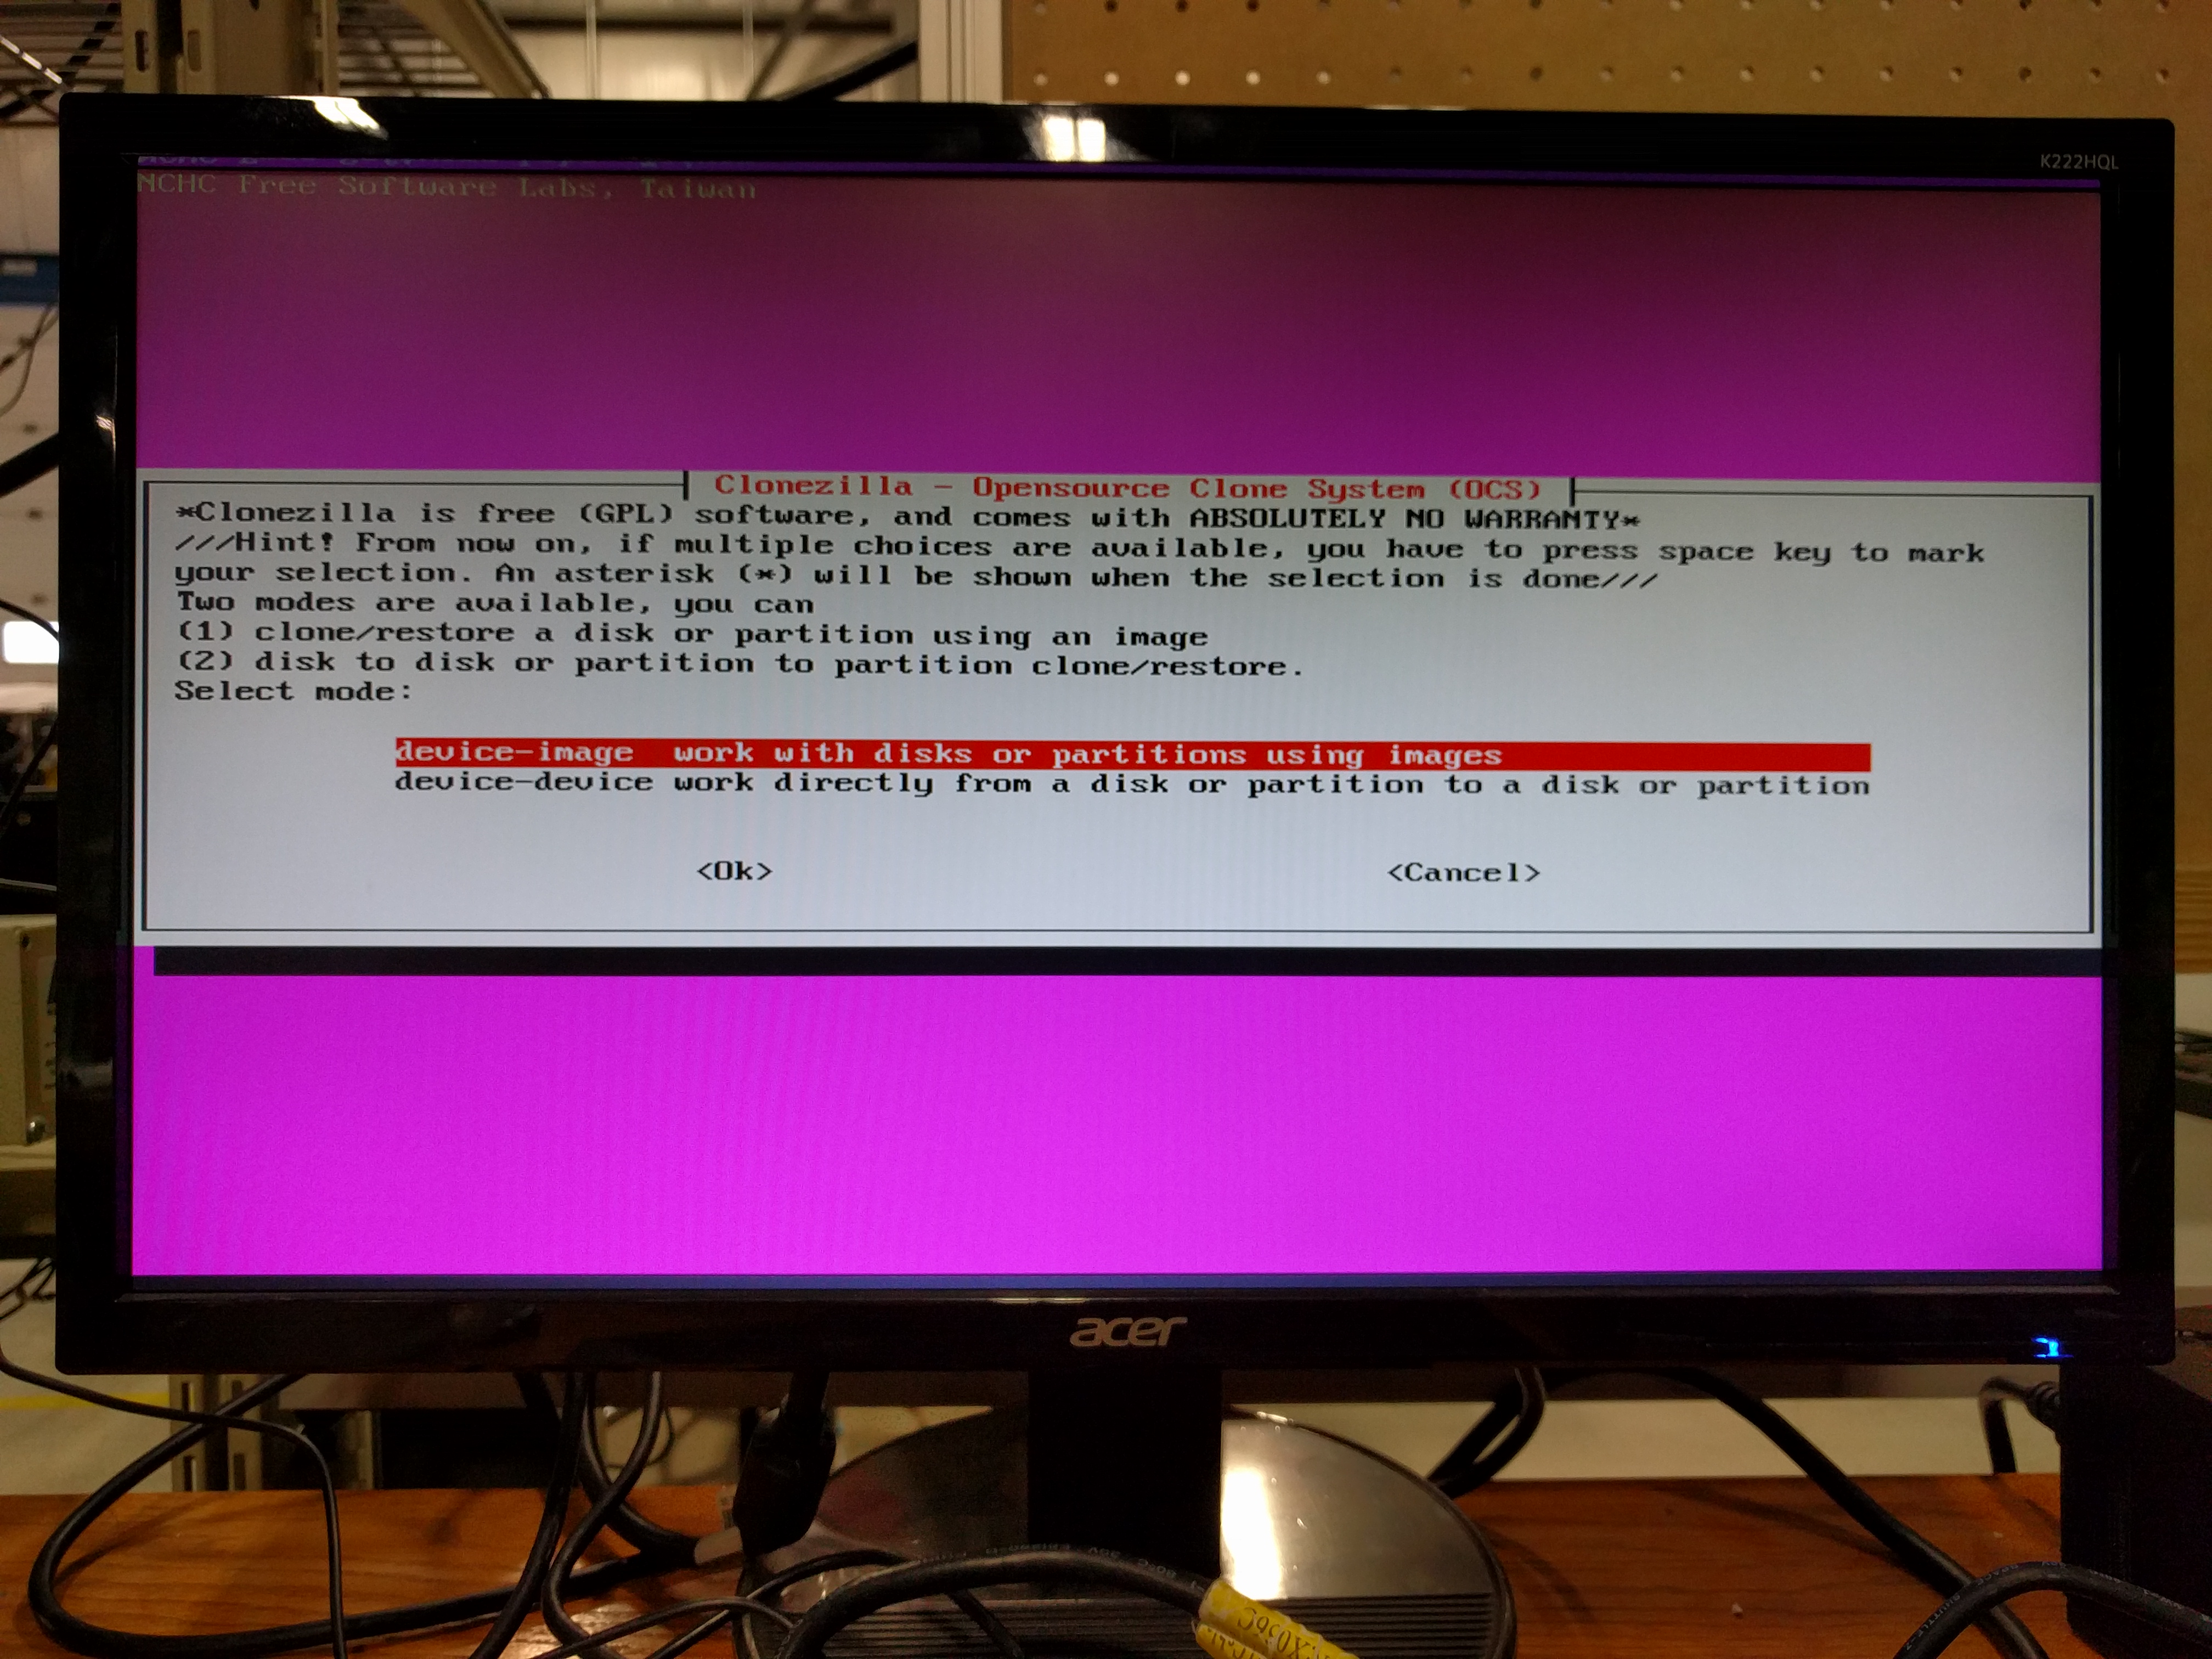 K222HQL
NCHC Free Software Labs, Taiwan
Clonezilla - Opensource Clone System (OCS)
*Clonezilla is free (GPL) software, and comes with ABSOLUTELY NO WARRANTY*
///Hint! From now on, if multiple choices are available, you have to press space key to mark
your selection. An asterisk (*) will be shown when the selection is done///
Two modes are available, you can
(1) clone/restore a disk or partition using an image
(2) disk to disk or partition to partition clone/restore.
Select mode:
device-image work with disks or partitions using images
device-device work directly from a disk or partition to a disk or partition
<Ok> <Cancel>
acer